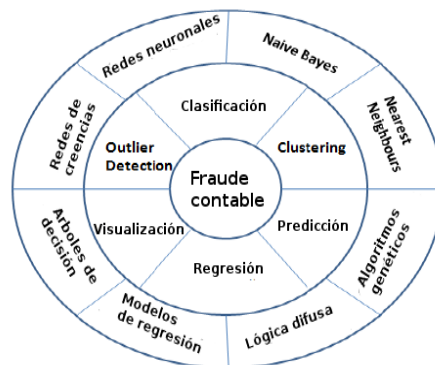 Redes neuronales
Naive Bayes
Redes de
creencias
Nearest
Neighbours
Clasificación
Outlier
Detection
Clustering
Fraude
contable
Visualización
Predicción
Regresión
Arboles de
decisión
Algoritmos
genéticos
Modelos
de regresión
Lógica difusa